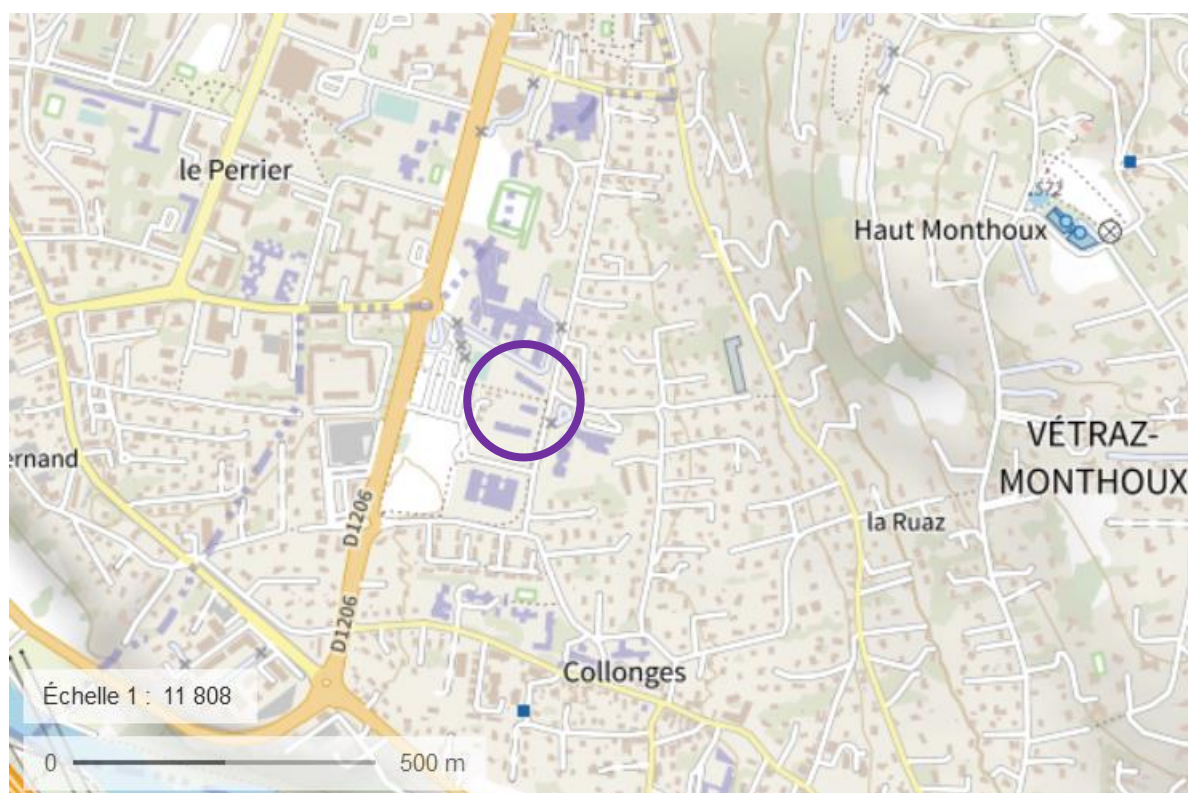 le Perrier
.572
Haut Monthoux
VÉTRAZ-
MONTHOUX
ernand
D1206
la Ruaz
D1206
Collonges
Échelle 1 : 11 808
0 500 m